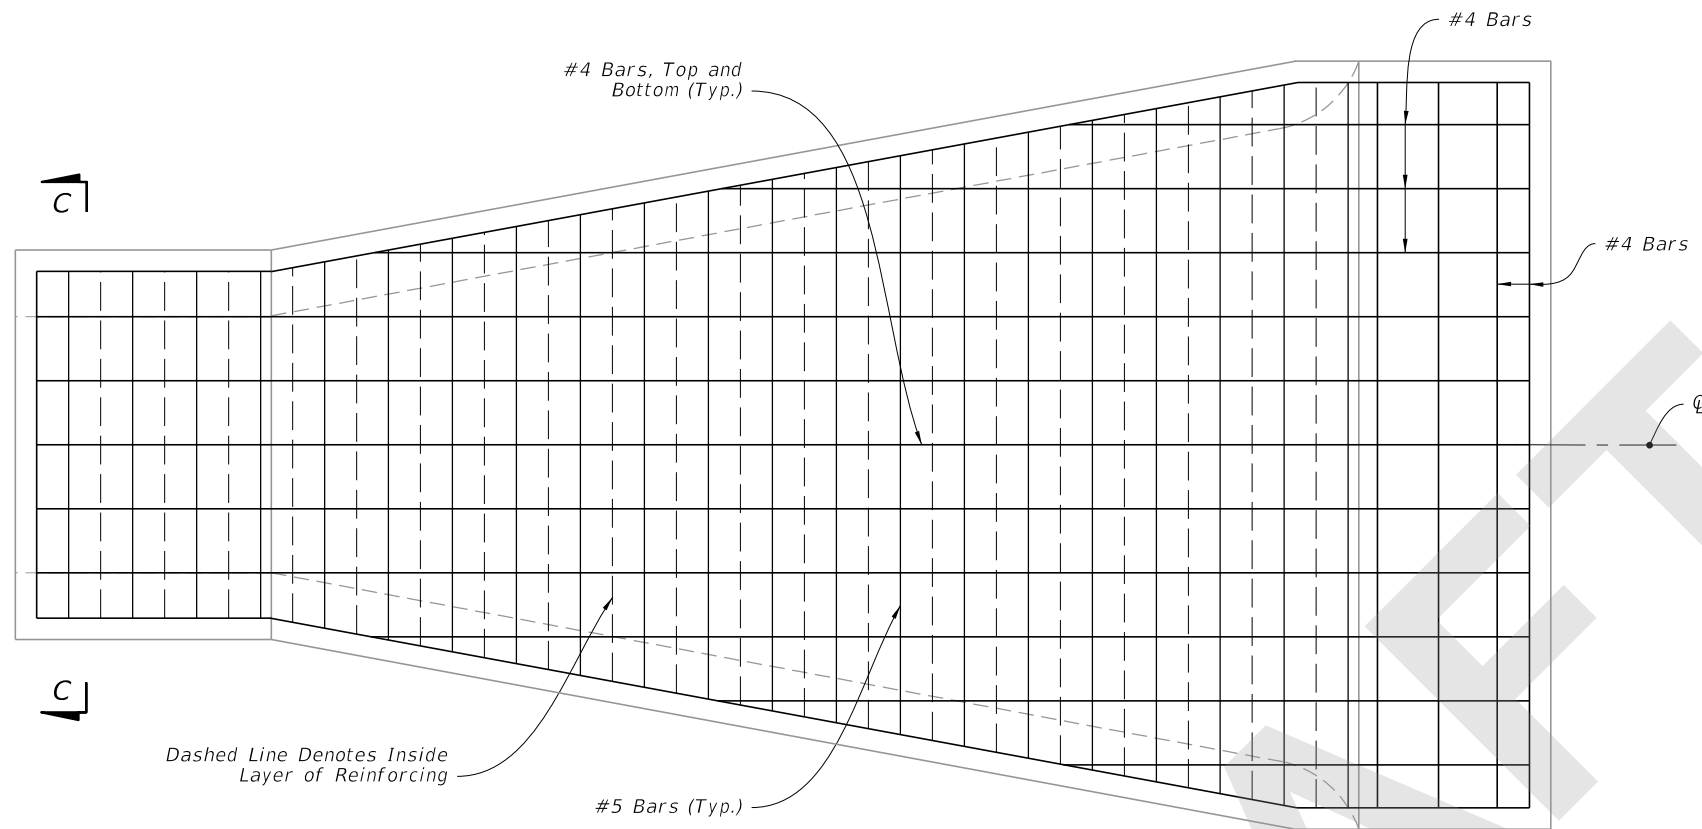 #4 Bars
#4 Bars, Top and
Bottom (Typ.)
C
#4 Bars
℄
C
Dashed Line Denotes Inside
Layer of Reinforcing
#5 Bars (Typ.)